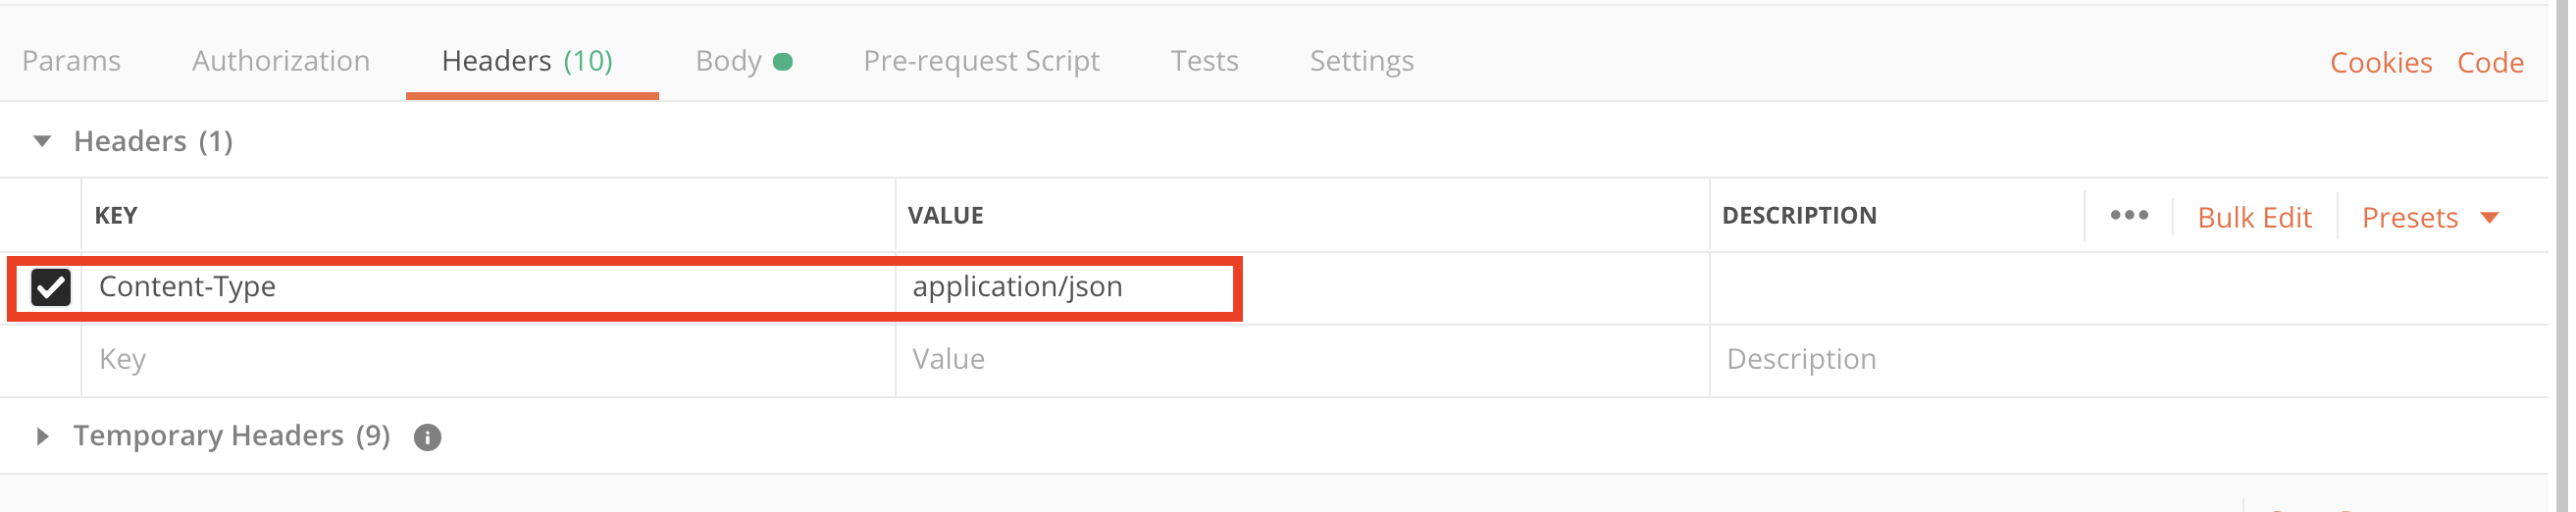 Params Authorization Headers (10) Body Pre-request Script Tests Settings Cookies Code
Headers (1)
KEY VALUE DESCRIPTION ••• Bulk Edit Presets
Content-Type application/json
Key Value Description
Temporary Headers (9)